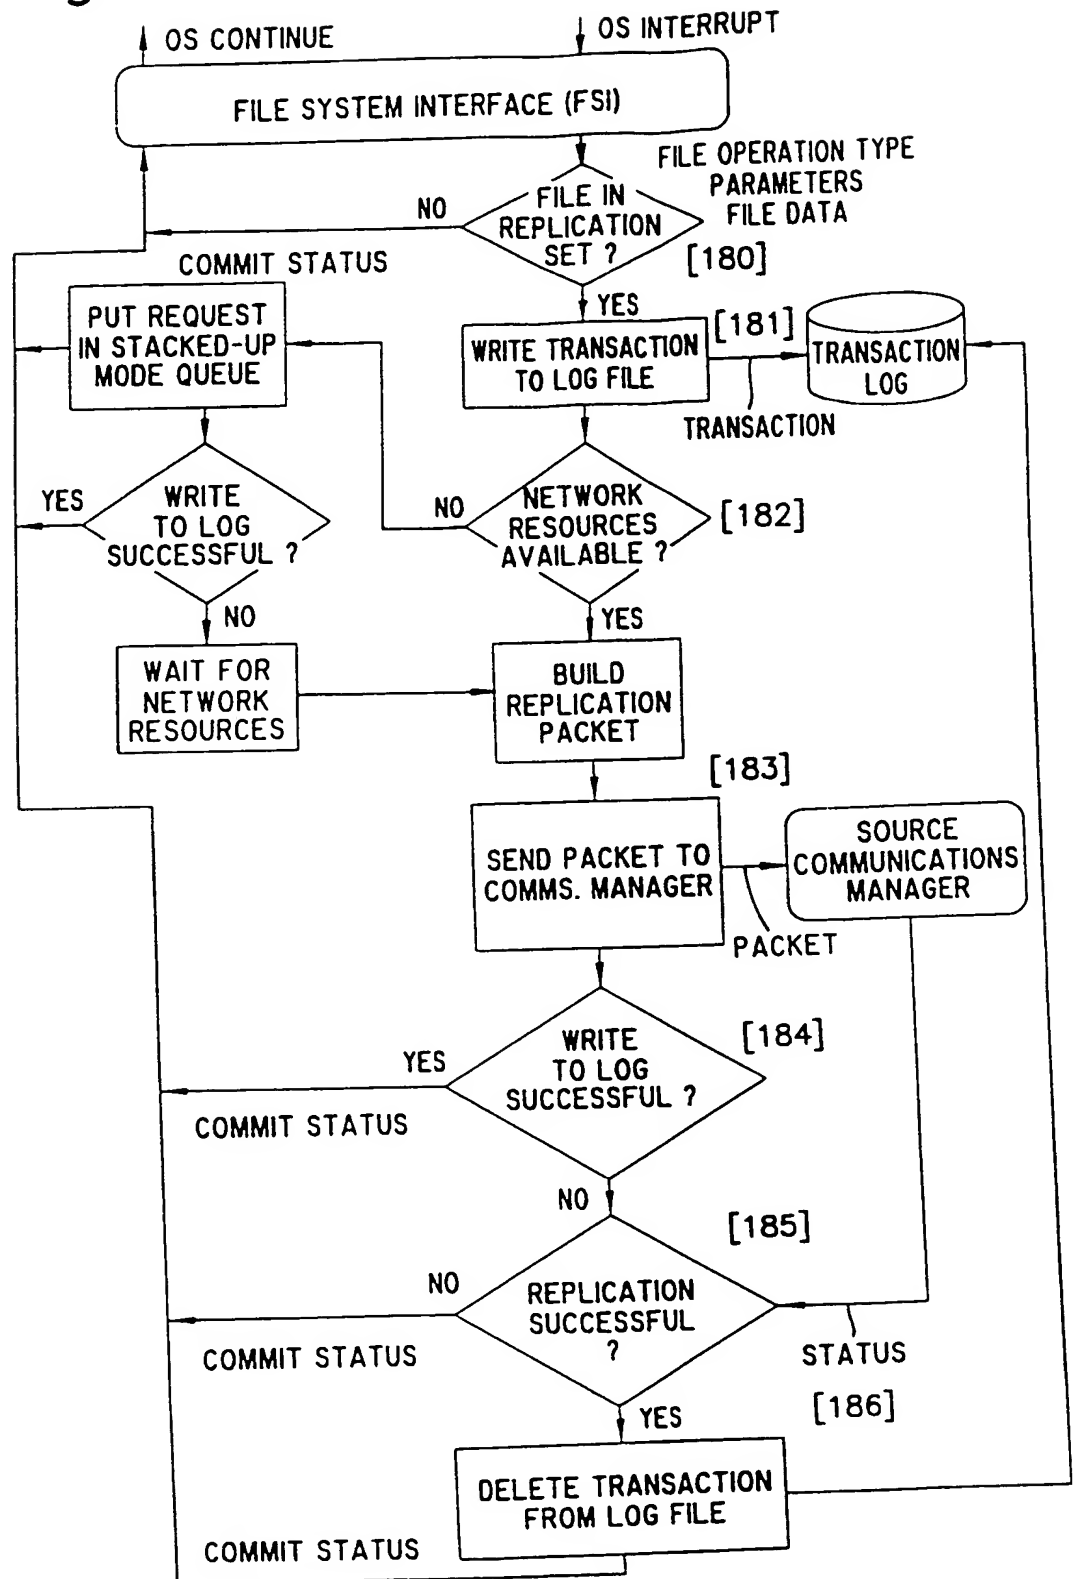 OS CONTINUE
OS INTERRUPT
FILE SYSTEM INTERFACE (FSI)
FILE OPERATION TYPE
PARAMETERS
FILE DATA
NO
FILE IN
REPLICATION
SET ?
[180]
COMMIT STATUS
YES
PUT REQUEST
IN STACKED-UP
MODE QUEUE
WRITE TRANSACTION
TO LOG FILE
[181]
TRANSACTION
LOG
TRANSACTION
YES
WRITE
TO LOG
SUCCESSFUL ?
NO
NETWORK
RESOURCES
AVAILABLE ?
[182]
NO
YES
WAIT FOR
NETWORK
RESOURCES
BUILD
REPLICATION
PACKET
[183]
SEND PACKET TO
COMMS. MANAGER
SOURCE
COMMUNICATIONS
MANAGER
PACKET
[184]
YES
WRITE
TO LOG
SUCCESSFUL ?
COMMIT STATUS
NO
[185]
NO
REPLICATION
SUCCESSFUL
?
COMMIT STATUS
STATUS
[186]
YES
DELETE TRANSACTION
FROM LOG FILE
COMMIT STATUS